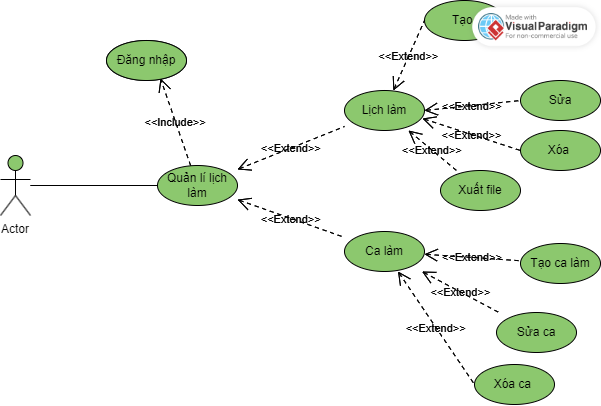 Tạo
Made with
VisualParadigm
For non-commercial use
Đăng nhập
<<Extend>>
Lịch làm
<<Extend>>
Sửa
<<Include>>
<<Extend>>
Xóa
<<Extend>>
<<Extend>>
Quản lí lịch
làm
Xuất file
Actor
<<Extend>>
Ca làm
<<Extend>>
Tạo ca làm
<<Extend>>
<<Extend>>
Sửa ca
Xóa ca